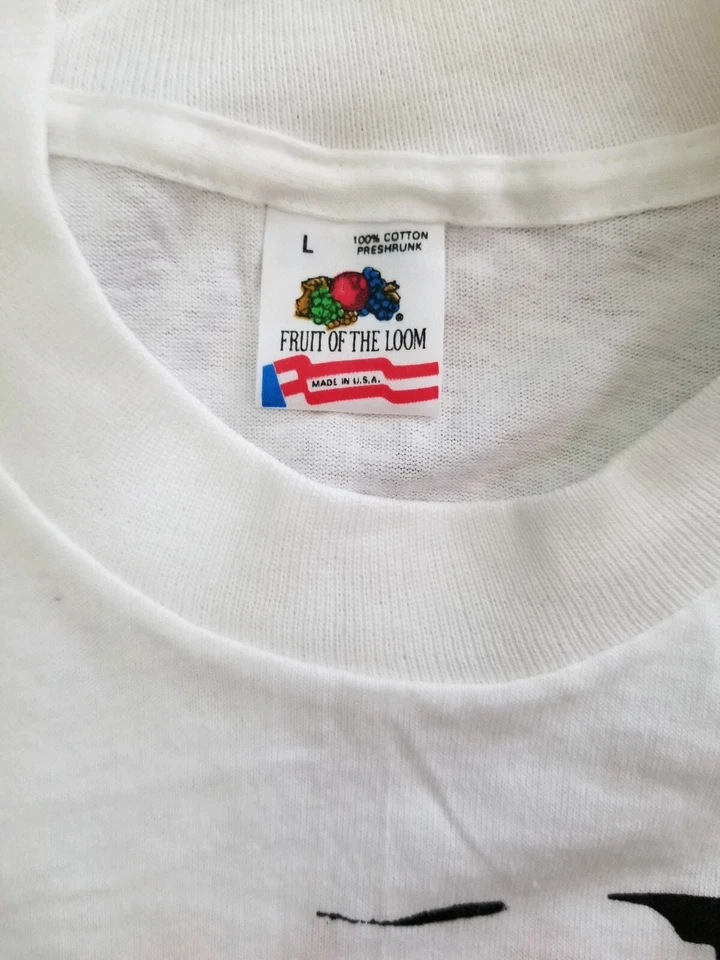 L
100% COTTON
PRESHRUNK
®
FRUIT OF THE LOOM
MADE IN U.S.A.